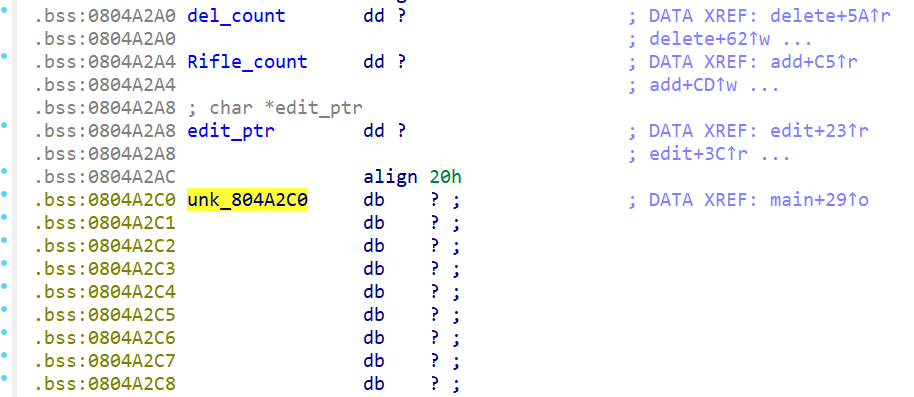 .bss:0804A2A0 del_count dd ? ; DATA XREF: delete+5A↑r
.bss:0804A2A0 ; delete+62↑w ...
.bss:0804A2A4 Rifle_count dd ? ; DATA XREF: add+C5↑r
.bss:0804A2A4 ; add+CD↑w ...
.bss:0804A2A8 ; char *edit_ptr
.bss:0804A2A8 edit_ptr dd ? ; DATA XREF: edit+23↑r
.bss:0804A2A8 ; edit+3C↑r ...
.bss:0804A2AC align 20h
.bss:0804A2C0 unk_804A2C0 db ? ; ; DATA XREF: main+29↑o
.bss:0804A2C1 db ? ;
.bss:0804A2C2 db ? ;
.bss:0804A2C3 db ? ;
.bss:0804A2C4 db ? ;
.bss:0804A2C5 db ? ;
.bss:0804A2C6 db ? ;
.bss:0804A2C7 db ? ;
.bss:0804A2C8 db ? ;